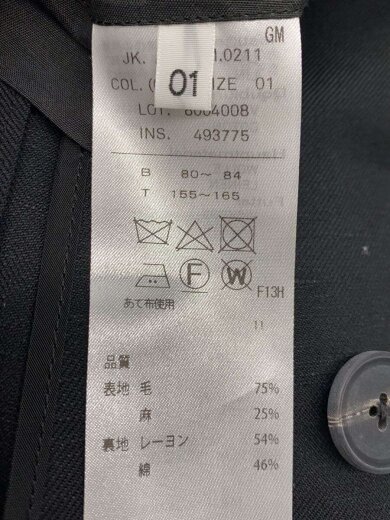 GM
JK. .0211
COL.( IZE 01
01
LOT. 6004008
INS. 493775
B 80～ 84
T 155～165
F W
あて布使用 F13H
11
品質
表地 毛 75%
麻 25%
裏地 レーヨン 54%
綿 46%